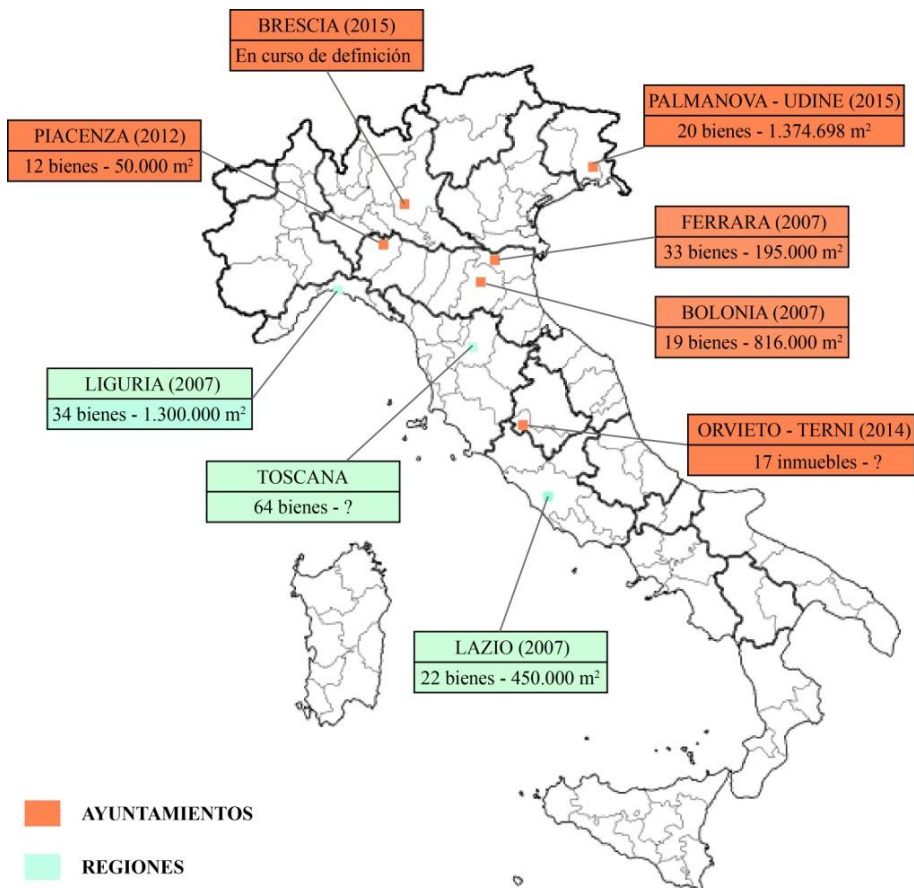 BRESCIA (2015)
En curso de definición
PALMANOVA - UDINE (2015)
20 bienes - 1.374.698 m²
PIACENZA (2012)
12 bienes - 50.000 m²
FERRARA (2007)
33 bienes - 195.000 m²
BOLONIA (2007)
19 bienes - 816.000 m²
LIGURIA (2007)
34 bienes - 1.300.000 m²
ORVIETO - TERNI (2014)
17 inmuebles - ?
TOSCANA
64 bienes - ?
LAZIO (2007)
22 bienes - 450.000 m²
AYUNTAMIENTOS
REGIONES